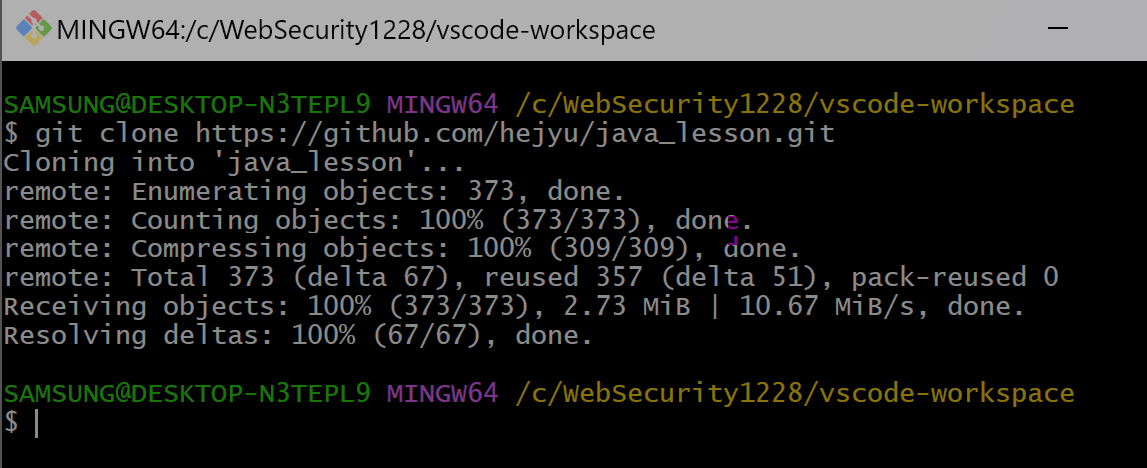 MINGW64:/c/WebSecurity1228/vscode-workspace
SAMSUNG@DESKTOP-N3TEPL9 MINGW64 /c/WebSecurity1228/vscode-workspace
$ git clone https://github.com/hejyu/java_lesson.git
Cloning into 'java_lesson'...
remote: Enumerating objects: 373, done.
remote: Counting objects: 100% (373/373), done.
remote: Compressing objects: 100% (309/309), done.
remote: Total 373 (delta 67), reused 357 (delta 51), pack-reused 0
Receiving objects: 100% (373/373), 2.73 MiB | 10.67 MiB/s, done.
Resolving deltas: 100% (67/67), done.
SAMSUNG@DESKTOP-N3TEPL9 MINGW64 /c/WebSecurity1228/vscode-workspace
$